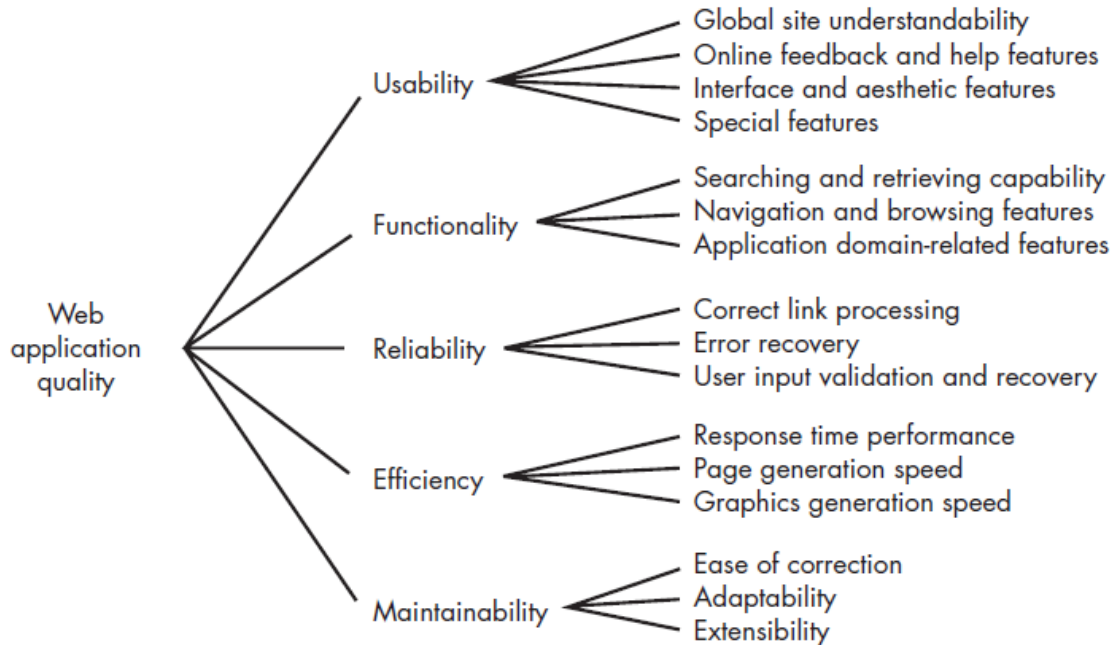 Web
application
quality
Usability
Global site understandability
Online feedback and help features
Interface and aesthetic features
Special features
Functionality
Searching and retrieving capability
Navigation and browsing features
Application domain-related features
Reliability
Correct link processing
Error recovery
User input validation and recovery
Efficiency
Response time performance
Page generation speed
Graphics generation speed
Maintainability
Ease of correction
Adaptability
Extensibility